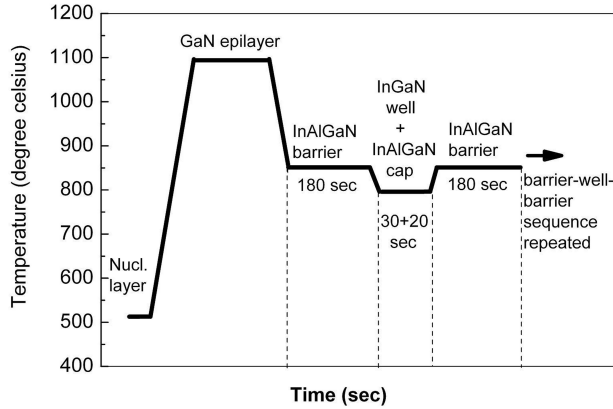 Temperature (degree celsius)
1200
1100
1000
900
800
700
600
500
400
GaN epilayer
Nucl.
layer
InAlGaN
barrier
180 sec
InGaN
well
+
InAlGaN
cap
30+20
sec
InAlGaN
barrier
180 sec
barrier-well-
barrier
sequence
repeated
Time (sec)